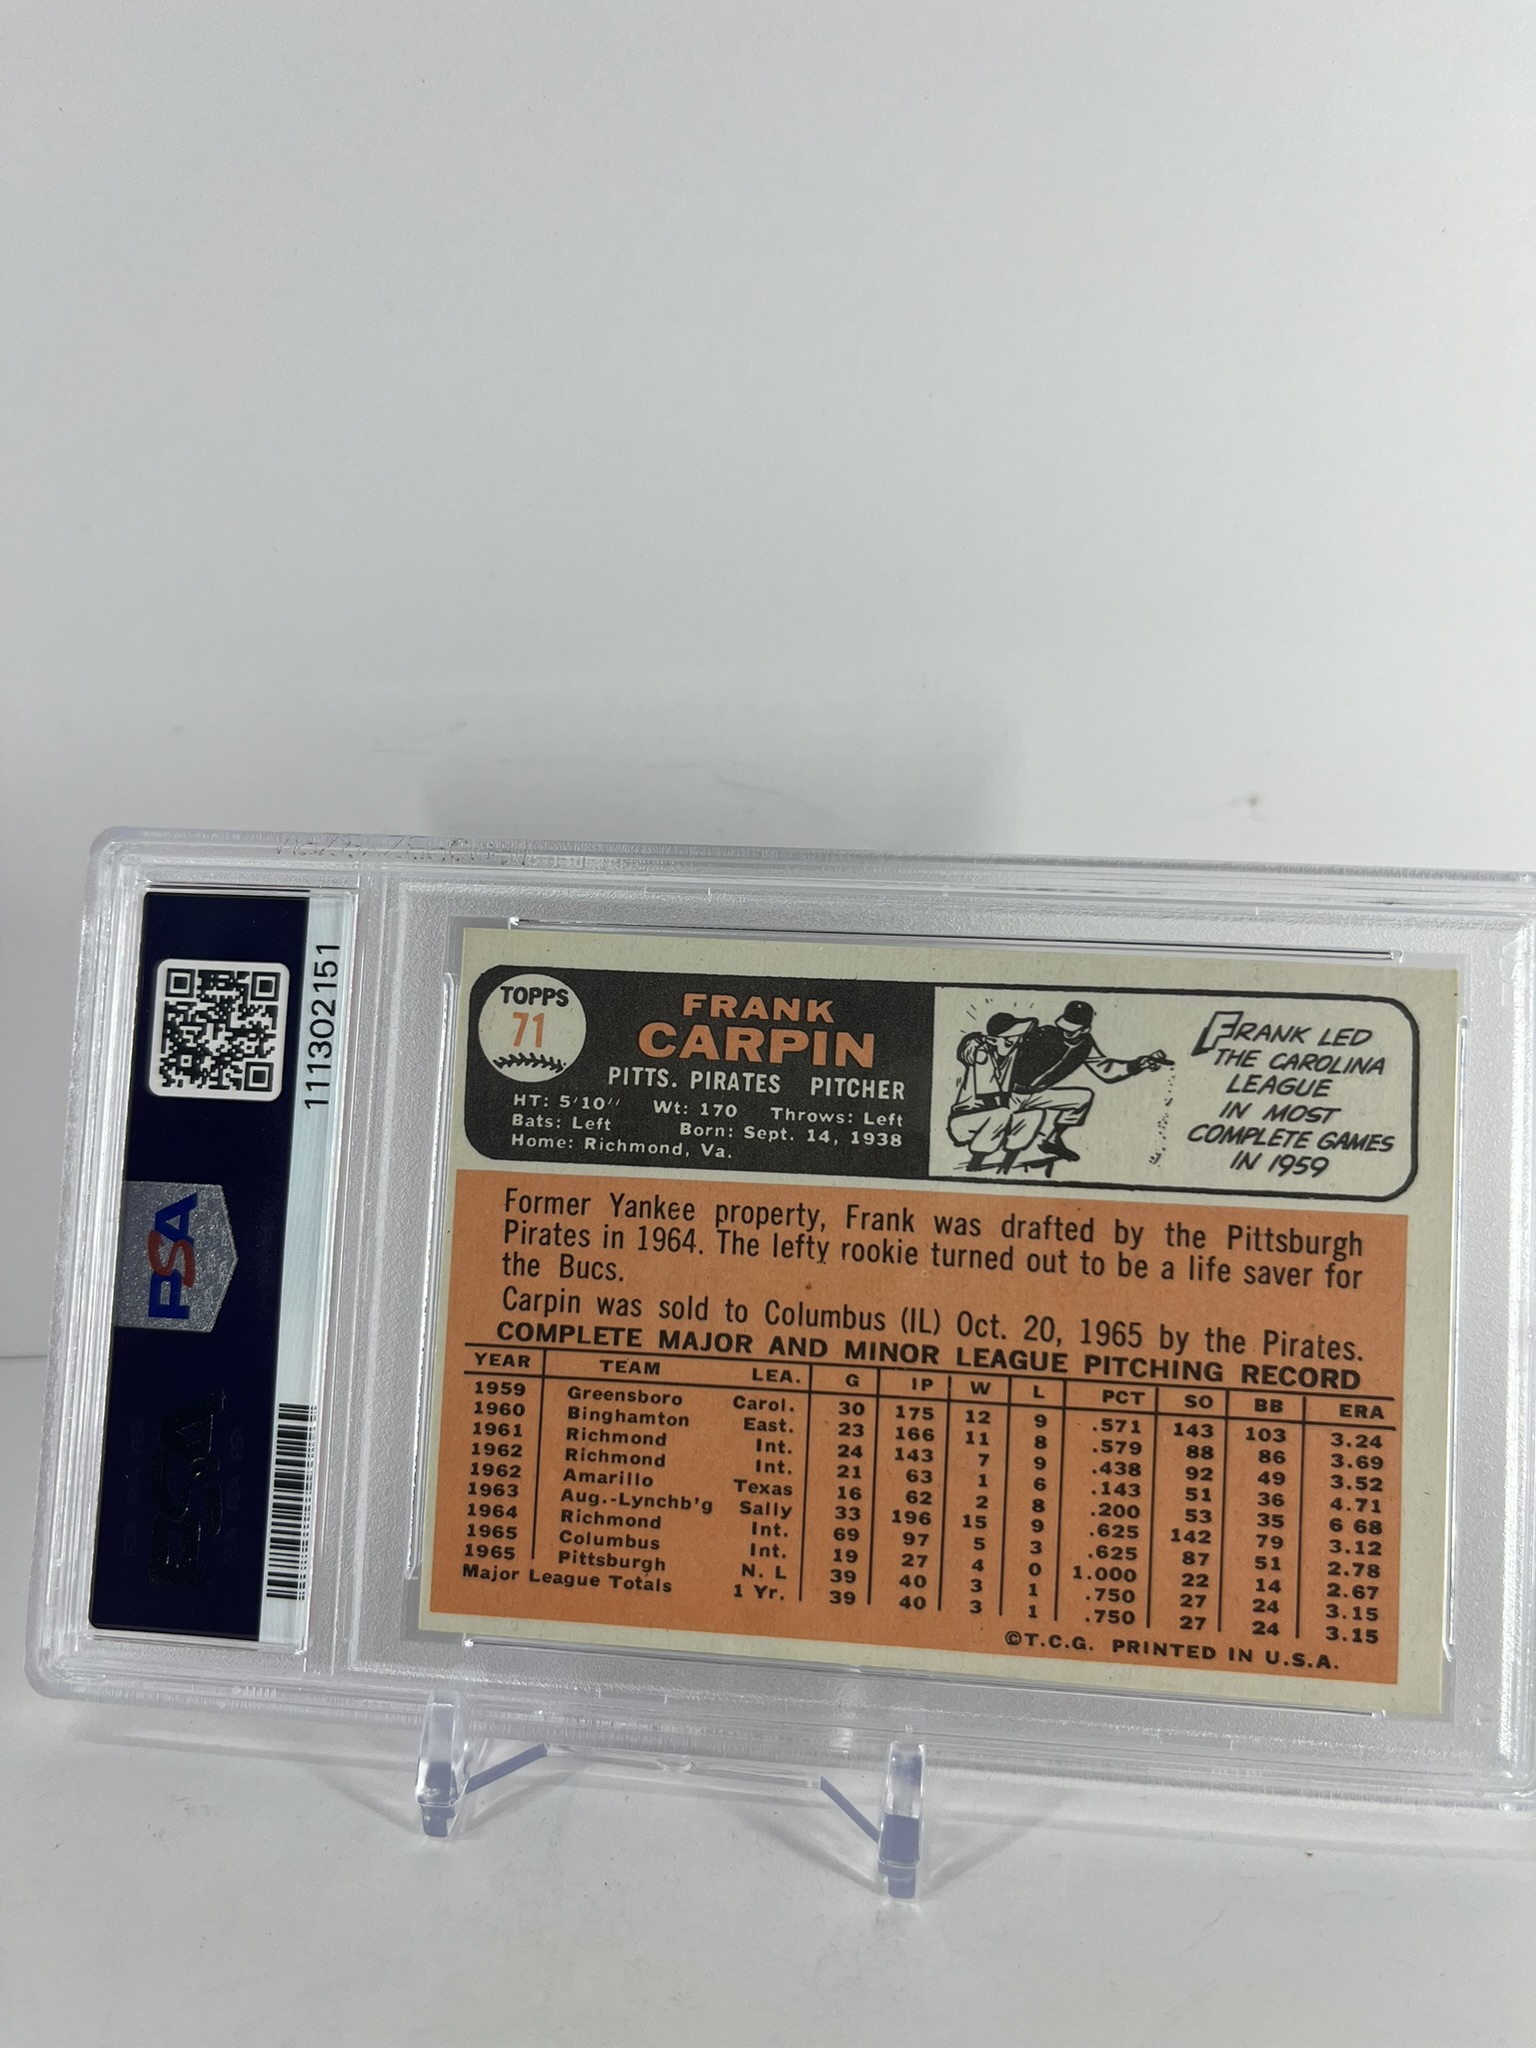 111302151
PSA
TOPPS
71
FRANK
CARPIN
PITTS. PIRATES PITCHER
HT: 5'10" Wt: 170 Throws: Left
Bats: Left Born: Sept. 14, 1938
Home: Richmond, Va.
FRANK LED
THE CAROLINA
LEAGUE
IN MOST
COMPLETE GAMES
IN 1959
Former Yankee property, Frank was drafted by the Pittsburgh
Pirates in 1964. The lefty rookie turned out to be a life saver for
the Bucs.
Carpin was sold to Columbus (IL) Oct. 20, 1965 by the Pirates.
COMPLETE MAJOR AND MINOR LEAGUE PITCHING RECORD
YEAR TEAM LEA. G IP W L PCT SO BB ERA
1959 Greensboro Carol. 30 175 12 9 .571 143 103 3.24
1960 Binghamton East. 23 166 11 8 .579 88 86 3.69
1961 Richmond Int. 24 143 7 9 .438 92 49 3.52
1962 Richmond Int. 21 63 1 6 .143 51 36 4.71
1962 Amarillo Texas 16 62 2 8 .200 53 35 6 68
1963 Aug.-Lynchb'g Sally 33 196 15 9 .625 142 79 3.12
1964 Richmond Int. 69 97 5 3 .625 87 51 2.78
1965 Columbus Int. 19 27 4 0 1.000 22 14 2.67
1965 Pittsburgh N. L 39 40 3 1 .750 27 24 3.15
Major League Totals 1 Yr. 39 40 3 1 .750 27 24 3.15
©T.C.G. PRINTED IN U.S.A.
PSA